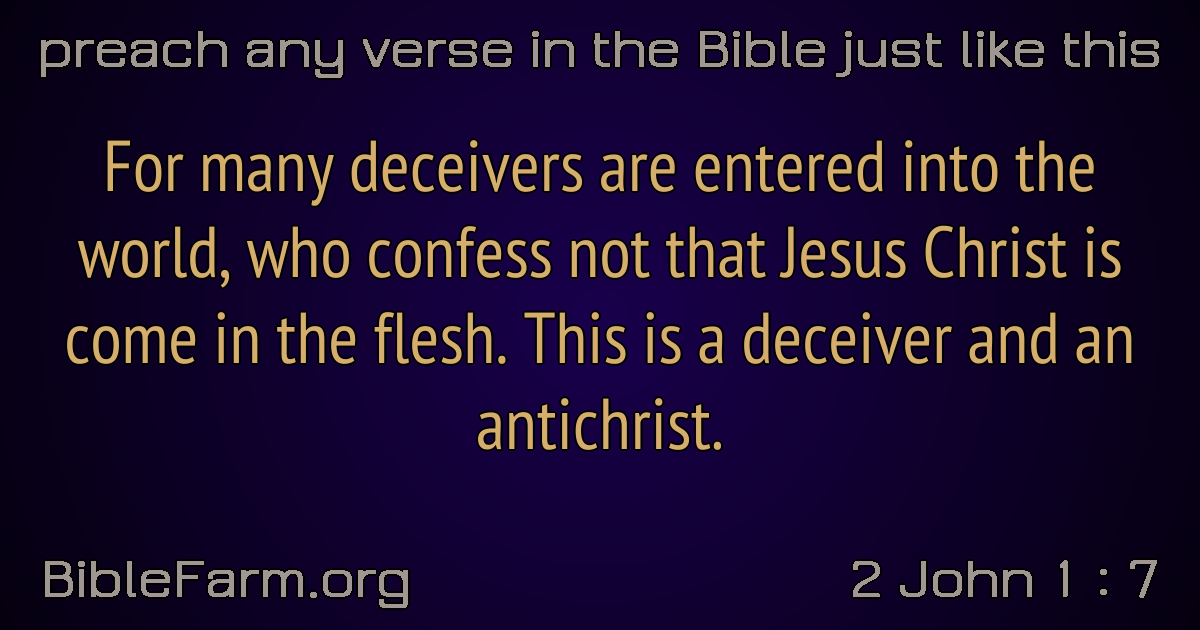 preach any verse in the Bible just like this
For many deceivers are entered into the
world, who confess not that Jesus Christ is
come in the flesh. This is a deceiver and an
antichrist.
BibleFarm.org
2 John 1 : 7